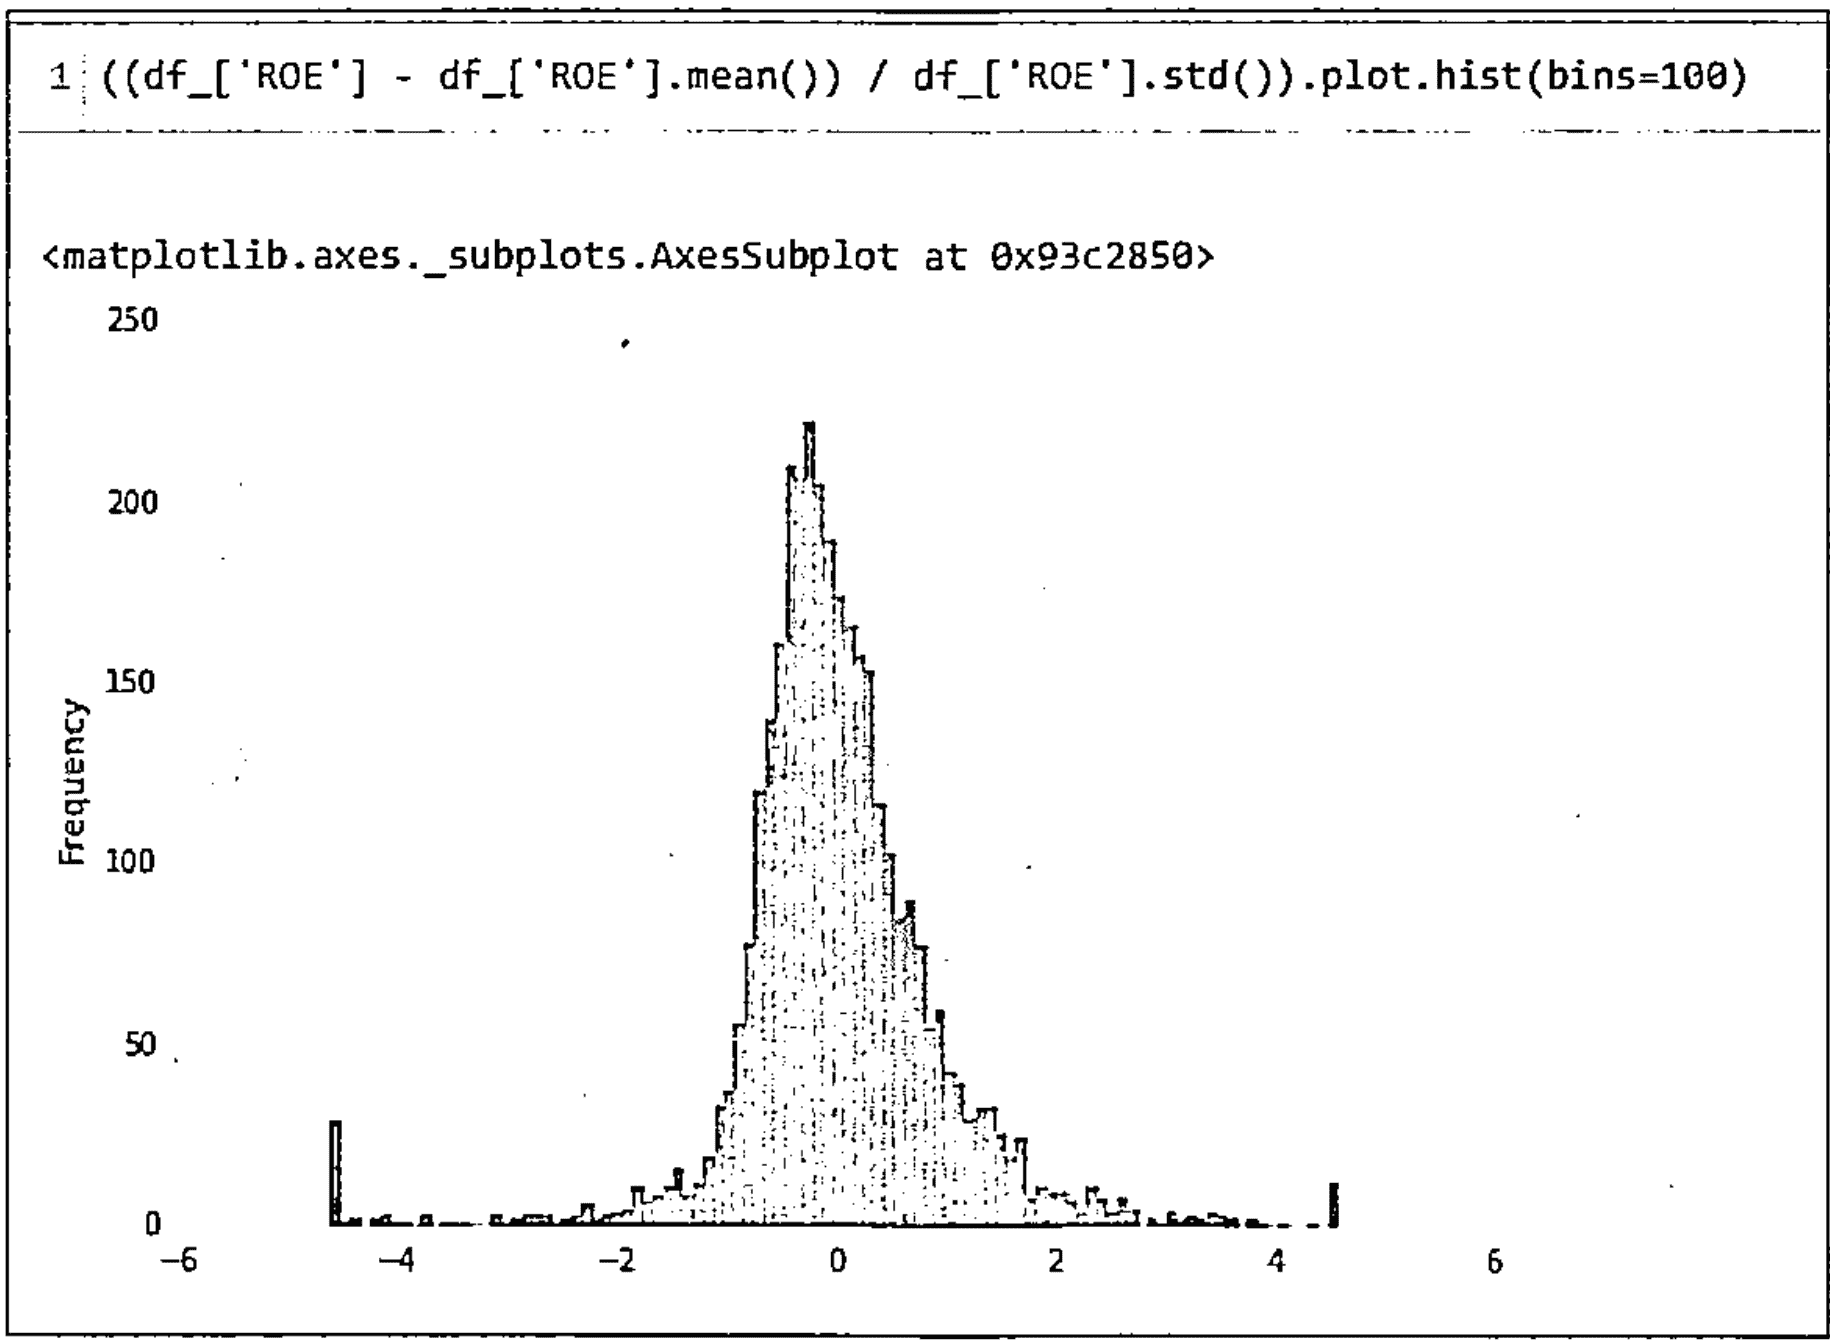 1 ((df_['ROE'] - df_['ROE'].mean()) / df_['ROE'].std()).plot.hist(bins=100)
<matplotlib.axes._subplots.AxesSubplot at 0x93c2850>
250
200
150
100
50
0
Frequency
−6 −4 −2 0 2 4 6